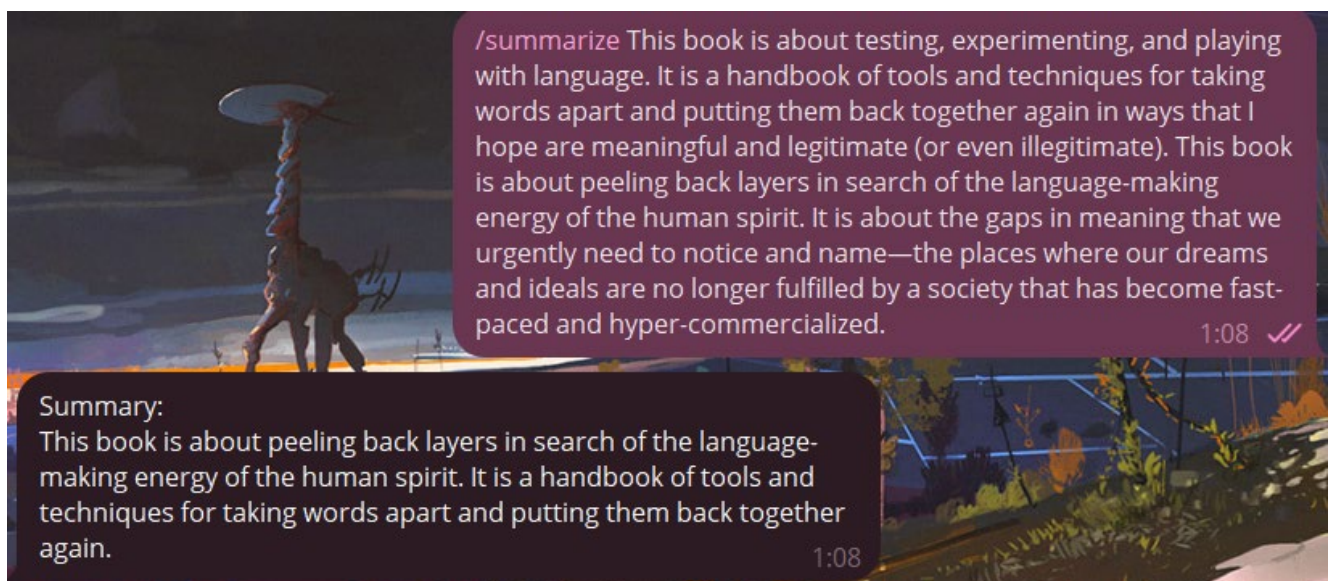 /summarize This book is about testing, experimenting, and playing
with language. It is a handbook of tools and techniques for taking
words apart and putting them back together again in ways that I
hope are meaningful and legitimate (or even illegitimate). This book
is about peeling back layers in search of the language-making
energy of the human spirit. It is about the gaps in meaning that we
urgently need to notice and name—the places where our dreams
and ideals are no longer fulfilled by a society that has become fast-
paced and hyper-commercialized.
1:08
Summary:
This book is about peeling back layers in search of the language-
making energy of the human spirit. It is a handbook of tools and
techniques for taking words apart and putting them back together
again.
1:08